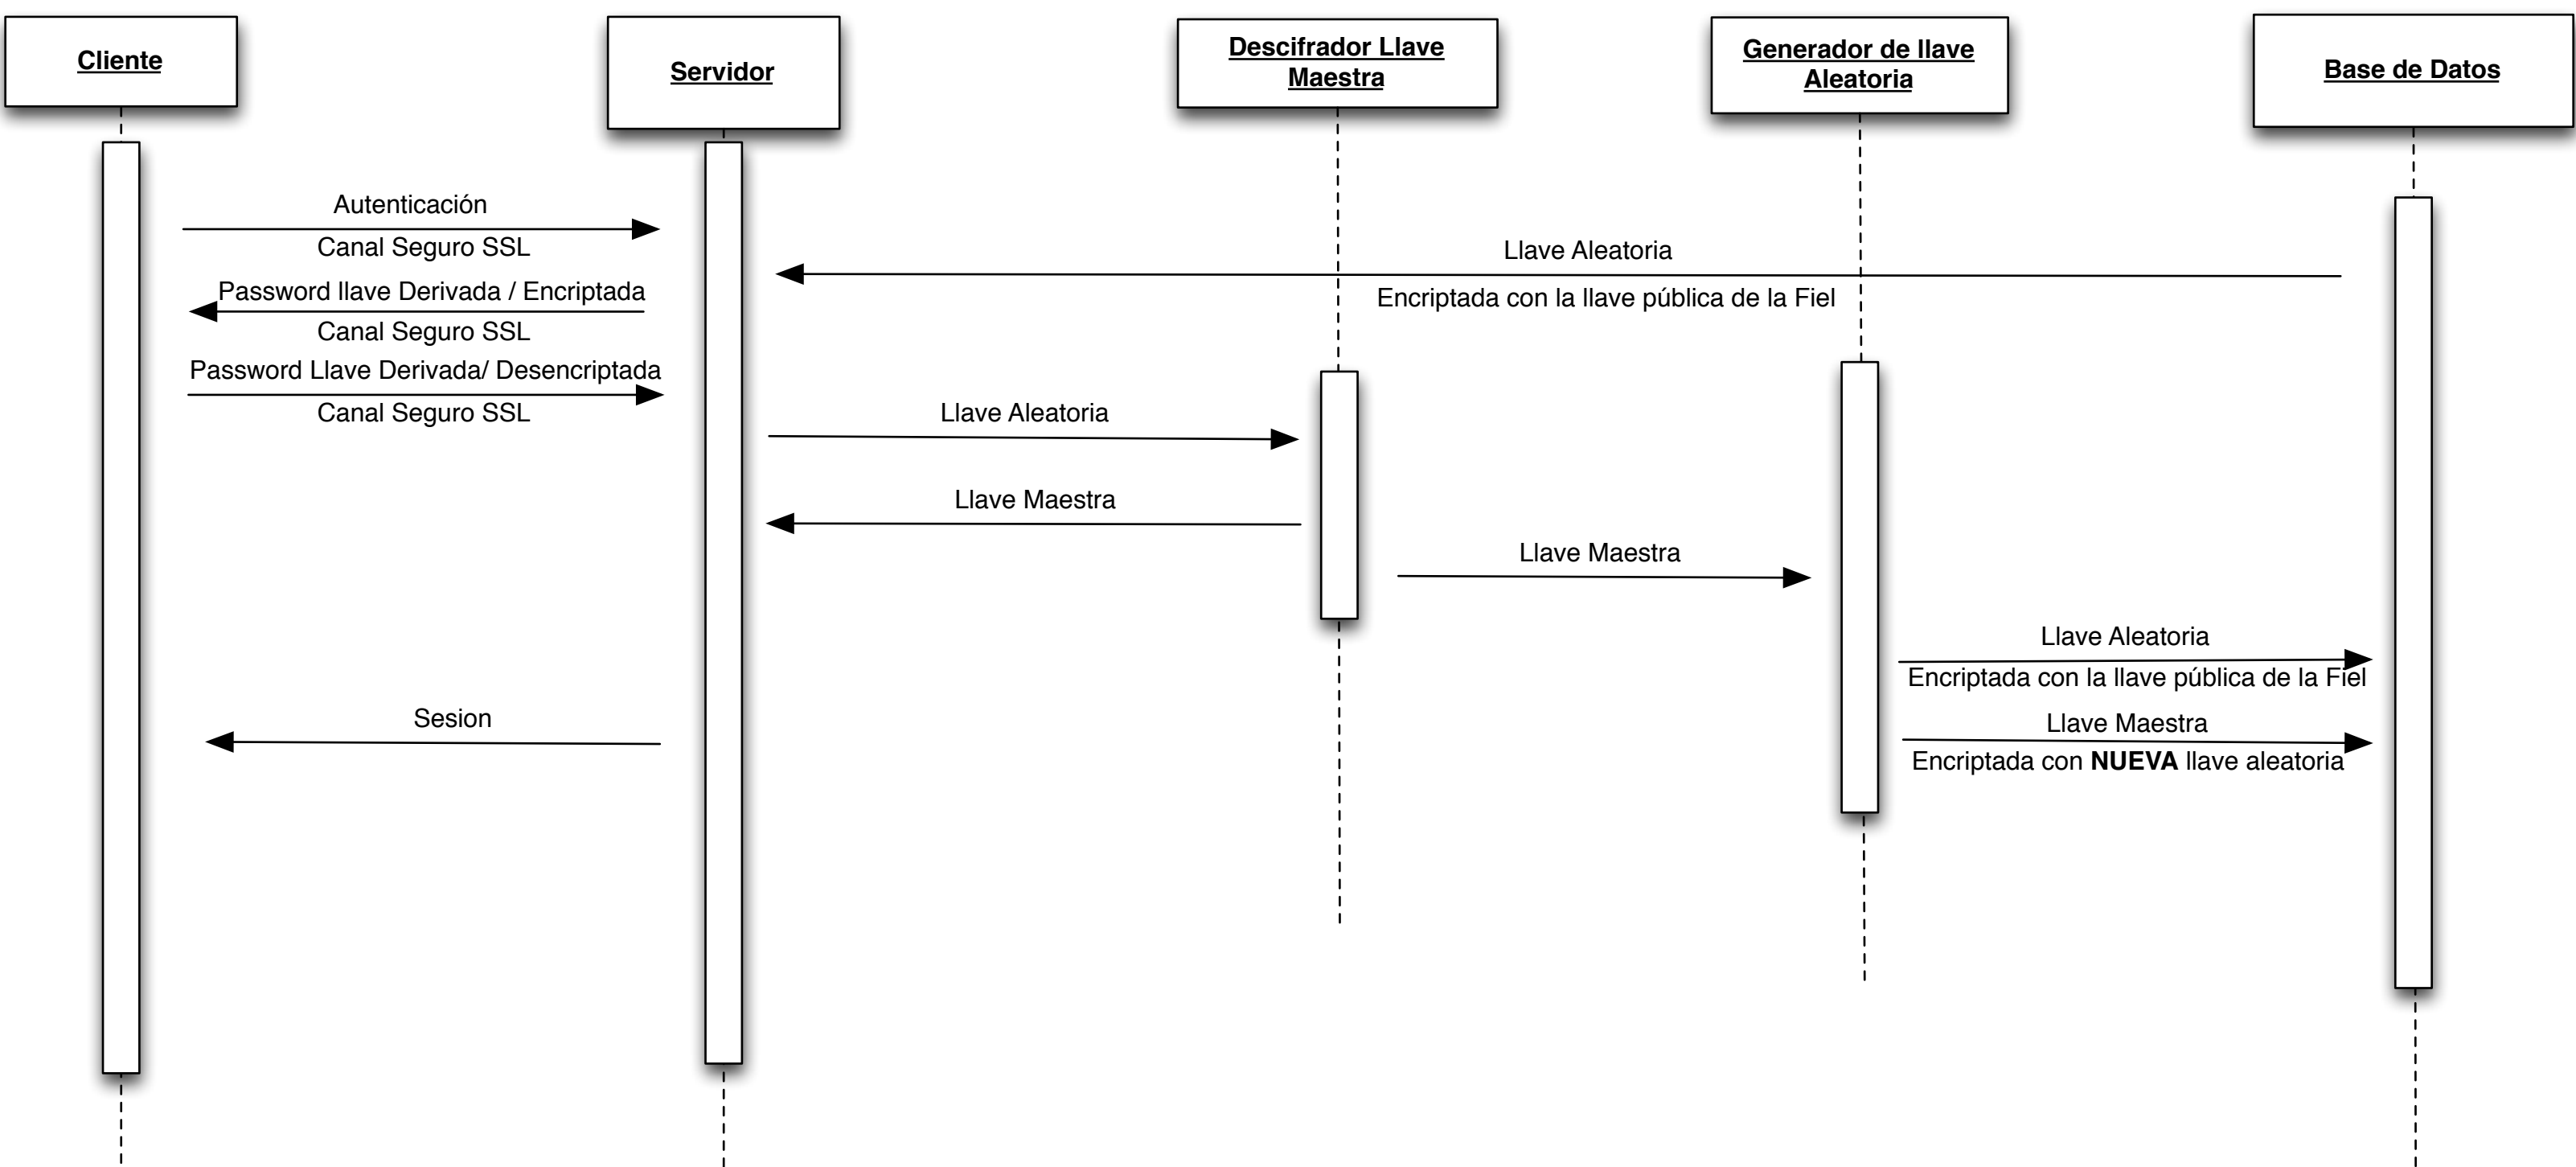 Cliente
Servidor
Descifrador Llave
Maestra
Generador de llave
Aleatoria
Base de Datos
Autenticación
Canal Seguro SSL
Llave Aleatoria
Encriptada con la llave pública de la Fiel
Password llave Derivada / Encriptada
Canal Seguro SSL
Password Llave Derivada/ Desencriptada
Canal Seguro SSL
Llave Aleatoria
Llave Maestra
Llave Maestra
Llave Aleatoria
Encriptada con la llave pública de la Fiel
Sesion
Llave Maestra
Encriptada con NUEVA llave aleatoria